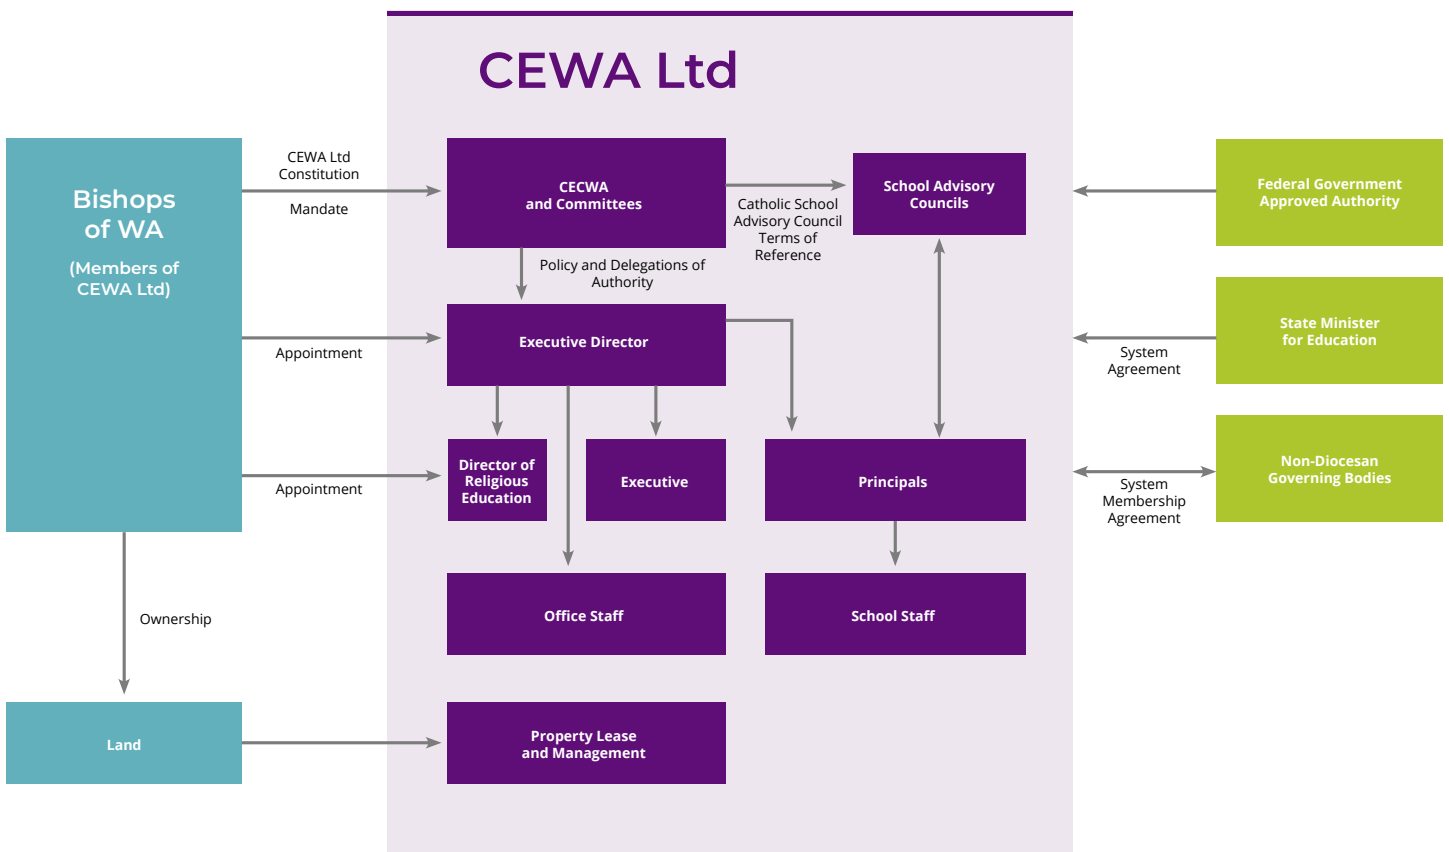 CEWA Ltd
Bishops
of WA
(Members of
CEWA Ltd)
CEWA Ltd
Constitution
Mandate
CECWA
and Committees
Catholic School
Advisory Council
Terms of
Reference
School Advisory
Councils
Federal Government
Approved Authority
Policy and Delegations of
Authority
Appointment
Executive Director
System
Agreement
State Minister
for Education
Appointment
Director of
Religious
Education
Executive
Principals
System
Membership
Agreement
Non-Diocesan
Governing Bodies
Ownership
Office Staff
School Staff
Land
Property Lease
and Management